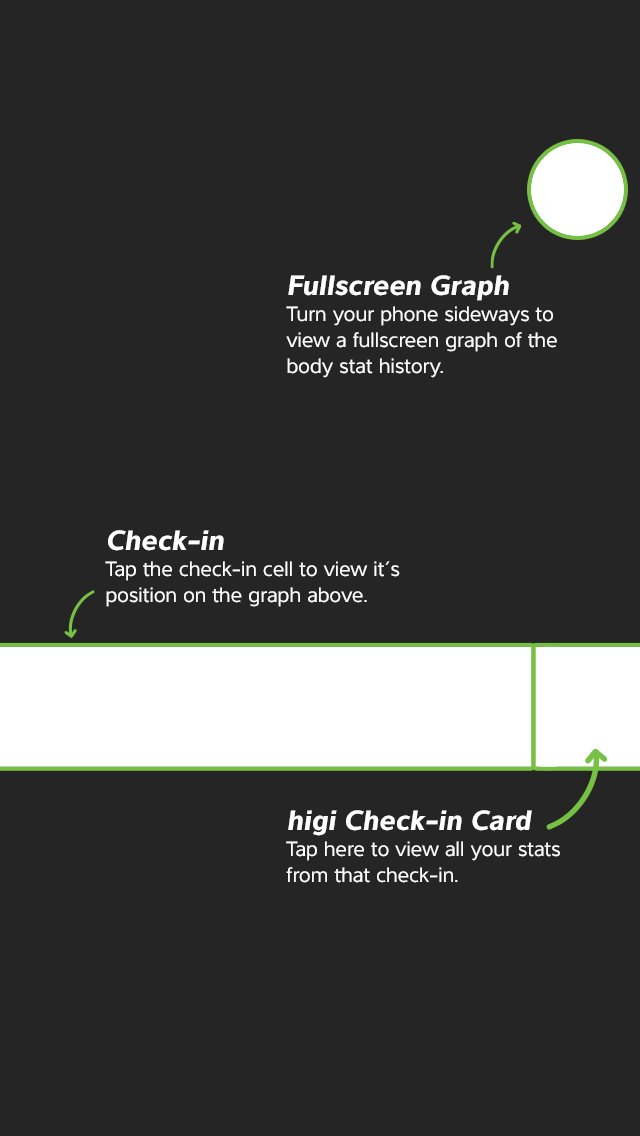 Fullscreen Graph
Turn your phone sideways to
view a fullscreen graph of the
body stat history.
Check-in
Tap the check-in cell to view it´s
position on the graph above.
higi Check-in Card
Tap here to view all your stats
from that check-in.